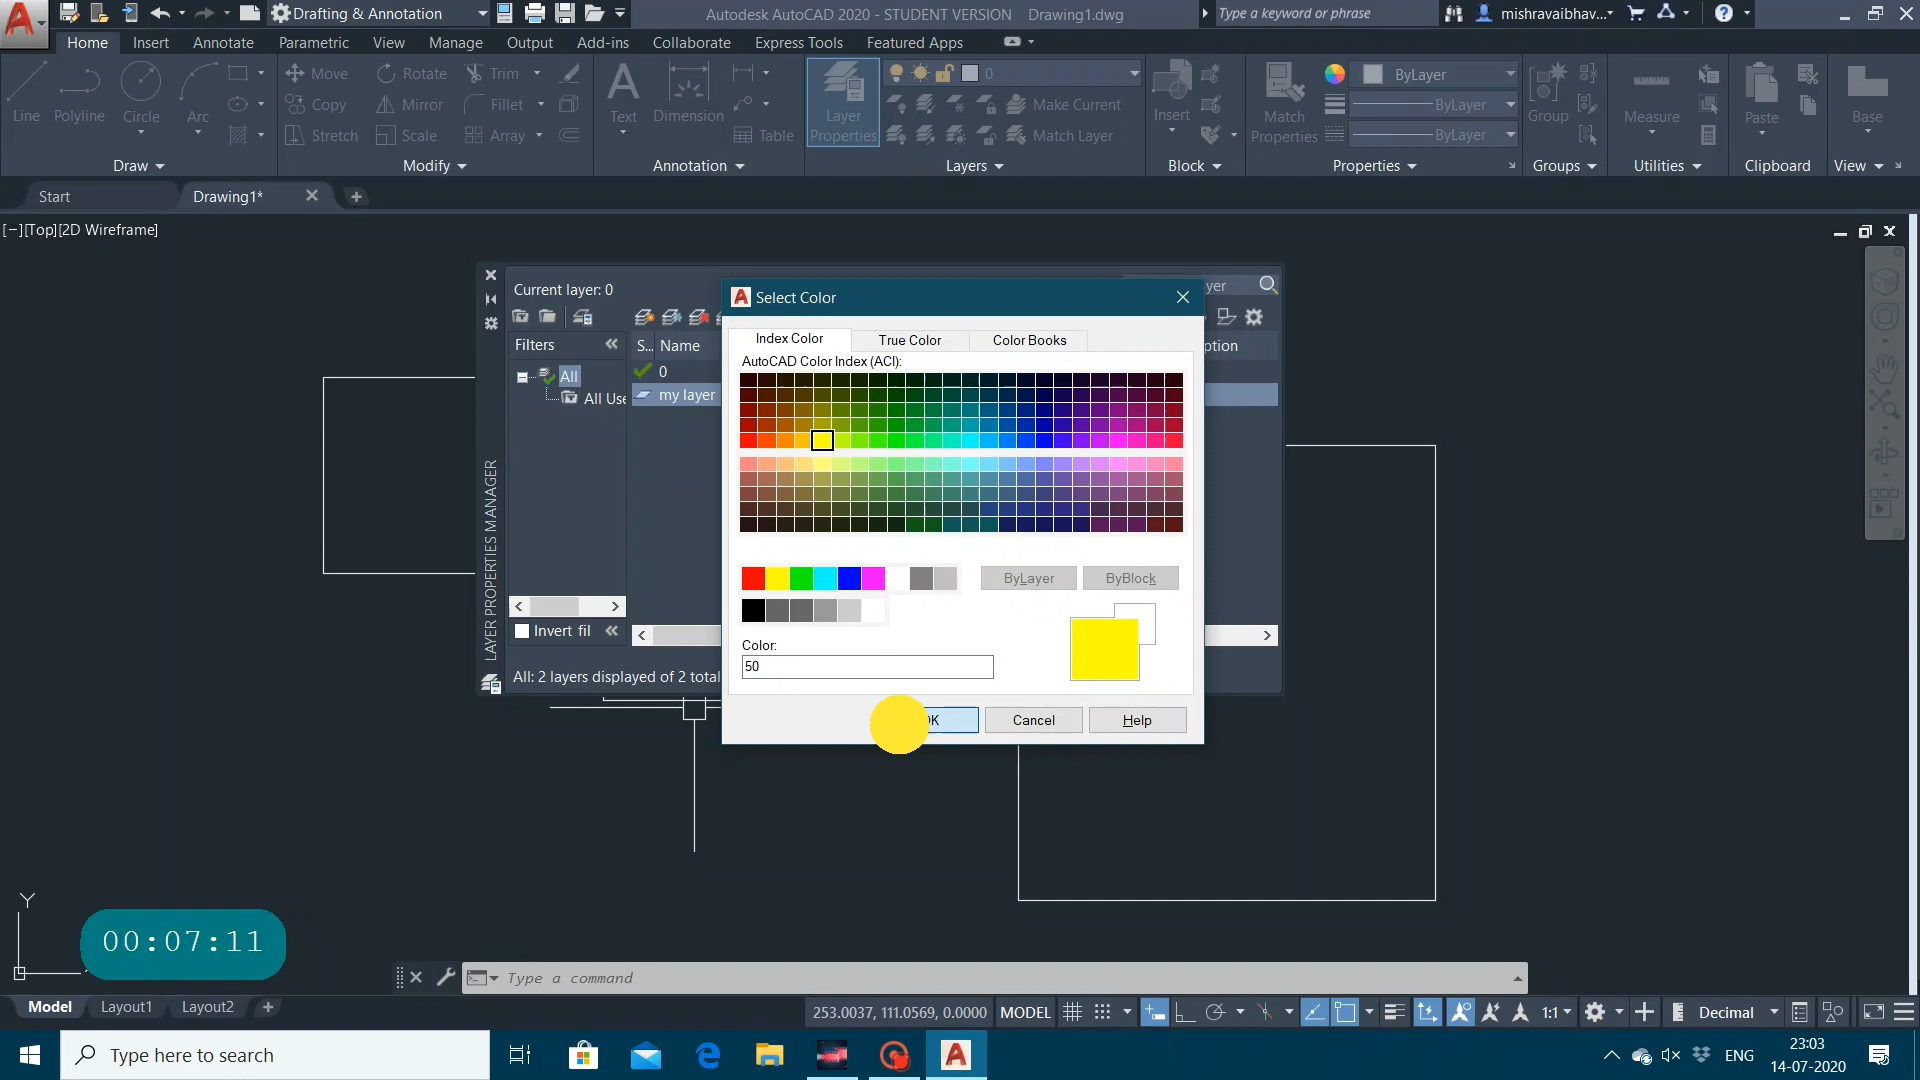 Drafting & Annotation
Autodesk AutoCAD 2020 - STUDENT VERSION Drawing1.dwg
Type a keyword or phrase
mishravaibhav...
Home Insert Annotate Parametric View Manage Output Add-ins Collaborate Express Tools Featured Apps
Line
Polyline
Circle
Arc
Move
Rotate
Trim
Copy
Mirror
Fillet
Stretch
Scale
Array
Text
Dimension
Table
Layer Properties
0
Make Current
Match Layer
Insert
Match Properties
ByLayer
ByLayer
ByLayer
Group
Measure
Paste
Base
Draw Modify Annotation Layers Block Properties Groups Utilities Clipboard View
Start
Drawing1*
[−][Top][2D Wireframe]
LAYER PROPERTIES MANAGER
Current layer: 0
yer
Filters
S.. Name
ption
All
0
All Use
my layer
Invert fil
All: 2 layers displayed of 2 total
Select Color
Index Color True Color Color Books
AutoCAD Color Index (ACI):
ByLayer ByBlock
Color:
50
OK Cancel Help
Y
00:07:11
Type a command
Model Layout1 Layout2
253.0037, 111.0569, 0.0000 MODEL
1:1
Decimal
Type here to search
ENG
23:03
14-07-2020